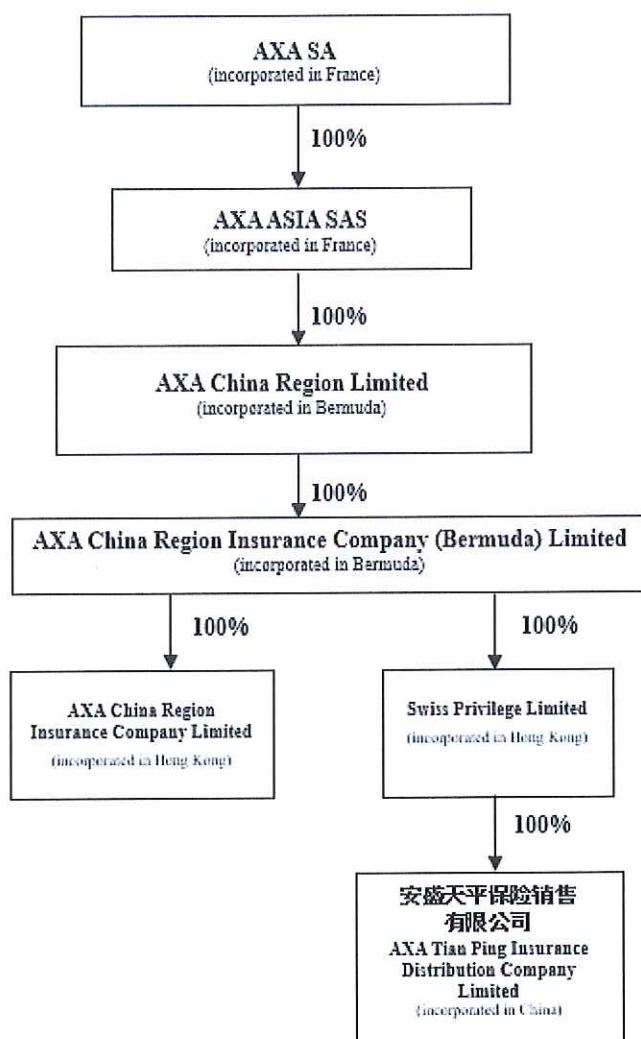 AXA SA
(incorporated in France)
100%
AXA ASIA SAS
(incorporated in France)
100%
AXA China Region Limited
(incorporated in Bermuda)
100%
AXA China Region Insurance Company (Bermuda) Limited
(incorporated in Bermuda)
100%
100%
AXA China Region
Insurance Company Limited
(incorporated in Hong Kong)
Swiss Privilege Limited
(incorporated in Hong Kong)
100%
安盛天平保险销售
有限公司
AXA Tian Ping Insurance
Distribution Company
Limited
(incorporated in China)